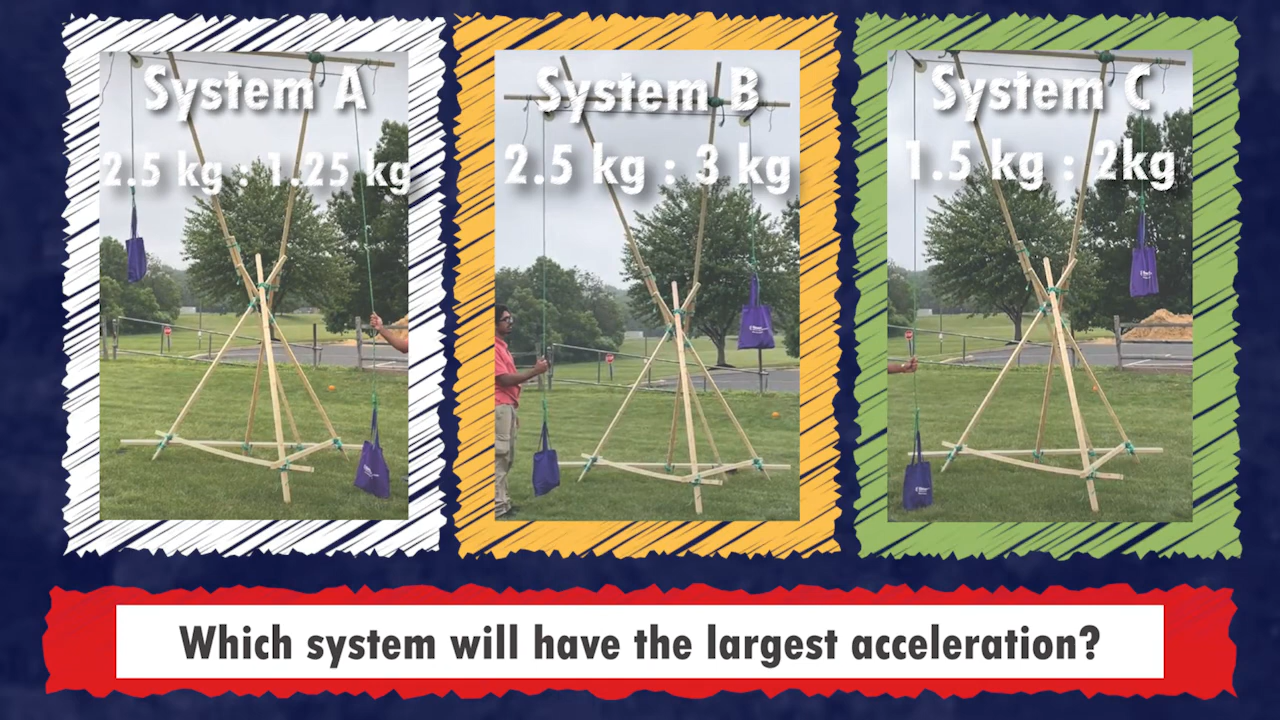 System A
2.5 kg : 1.25 kg
System B
2.5 kg : 3 kg
System C
1.5 kg : 2kg
Which system will have the largest acceleration?